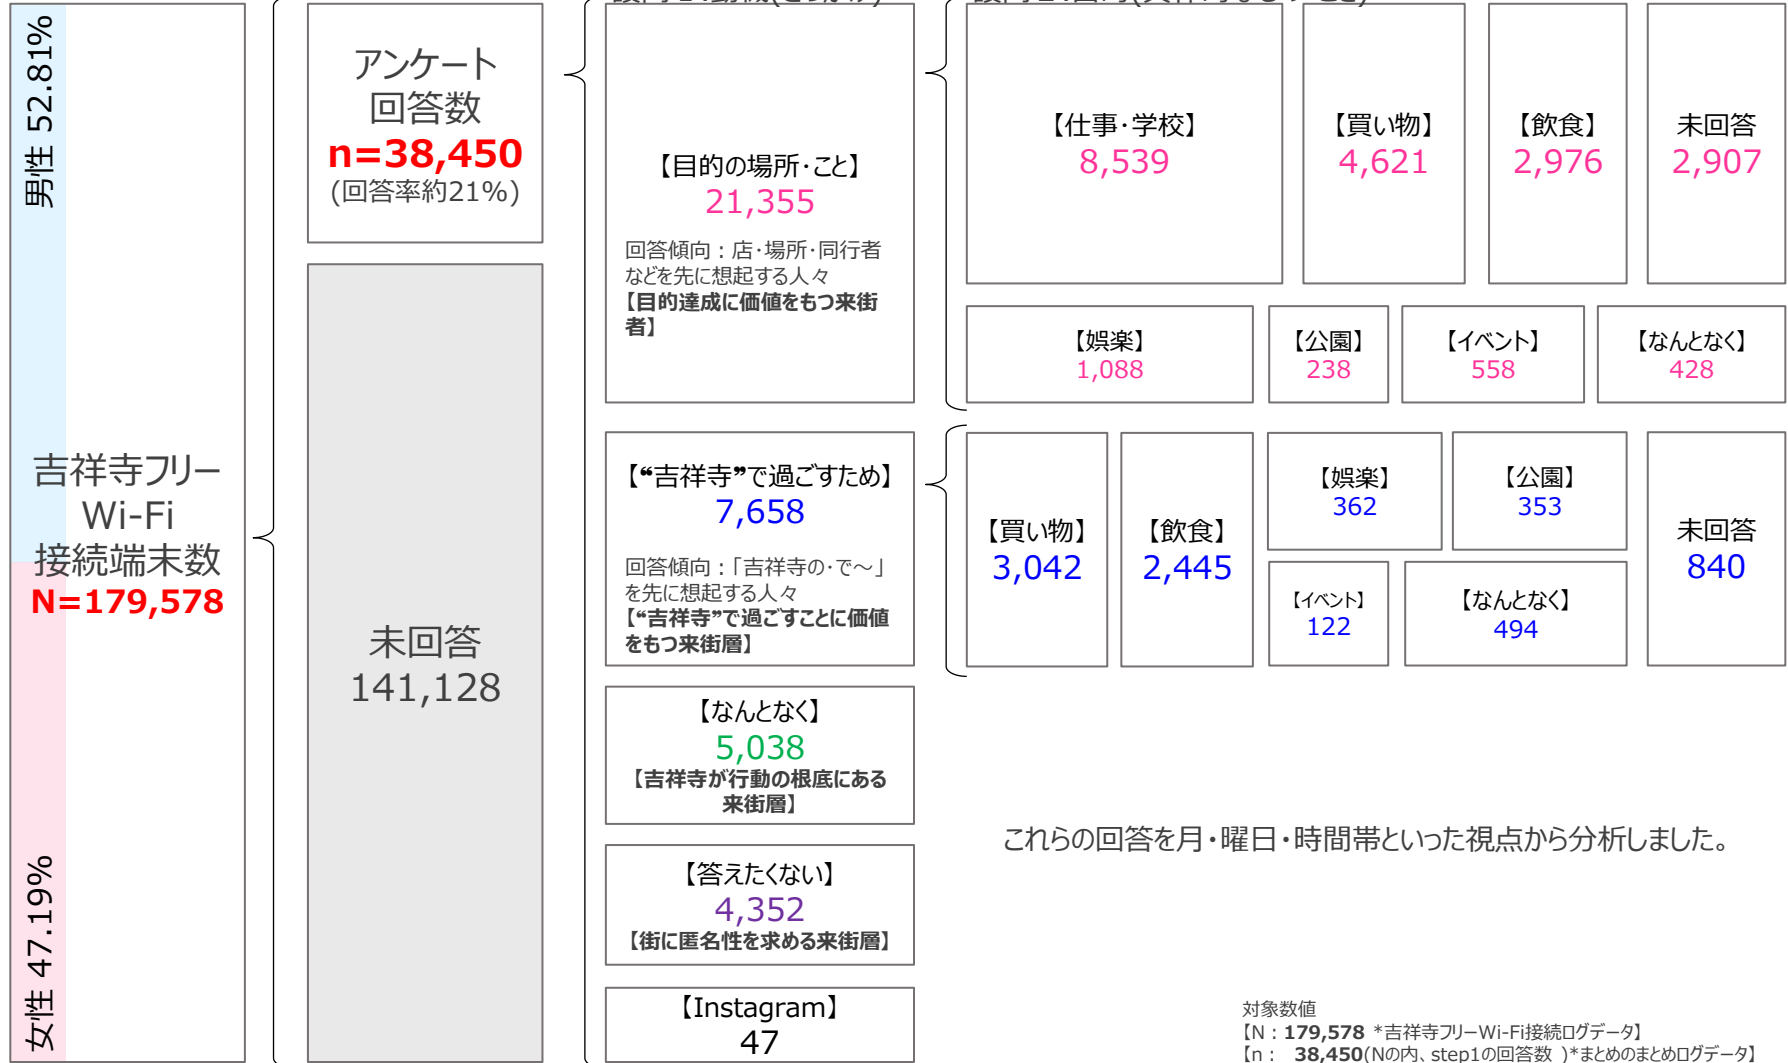 男性 52.81%
女性 47.19%
吉祥寺フリー
Wi-Fi
接続端末数
N=179,578
アンケート
回答数
n=38,450
(回答率約21%)
未回答
141,128
【目的の場所・こと】
21,355
回答傾向：店・場所・同行者
などを先に想起する人々
【目的達成に価値をもつ来街
者】
【“吉祥寺”で過ごすため】
7,658
回答傾向：「吉祥寺の・で～」
を先に想起する人々
【“吉祥寺”で過ごすことに価値
をもつ来街層】
【なんとなく】
5,038
【吉祥寺が行動の根底にある
来街層】
【答えたくない】
4,352
【街に匿名性を求める来街層】
【Instagram】
47
【仕事・学校】
8,539
【買い物】
4,621
【飲食】
2,976
未回答
2,907
【娯楽】
1,088
【公園】
238
【イベント】
558
【なんとなく】
428
【買い物】
3,042
【飲食】
2,445
【娯楽】
362
【公園】
353
【イベント】
122
【なんとなく】
494
未回答
840
これらの回答を月・曜日・時間帯といった視点から分析しました。
対象数値
【N：179,578 *吉祥寺フリーWi-Fi接続ログデータ】
【n： 38,450(Nの内、step1の回答数 )*まとめのまとめログデータ】